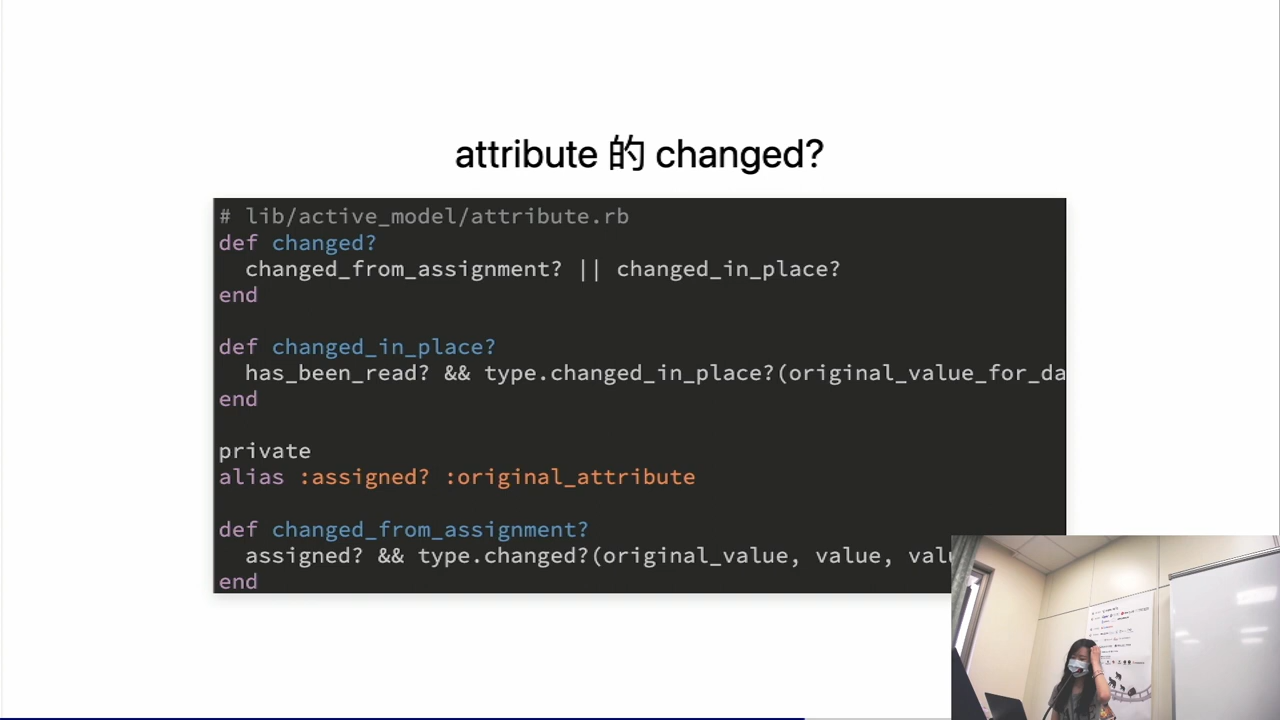 attribute 的 changed?
# lib/active_model/attribute.rb
def changed?
  changed_from_assignment? || changed_in_place?
end
def changed_in_place?
  has_been_read? && type.changed_in_place?(original_value_for_da
end
private
alias :assigned? :original_attribute
def changed_from_assignment?
  assigned? && type.changed?(original_value, value,
end